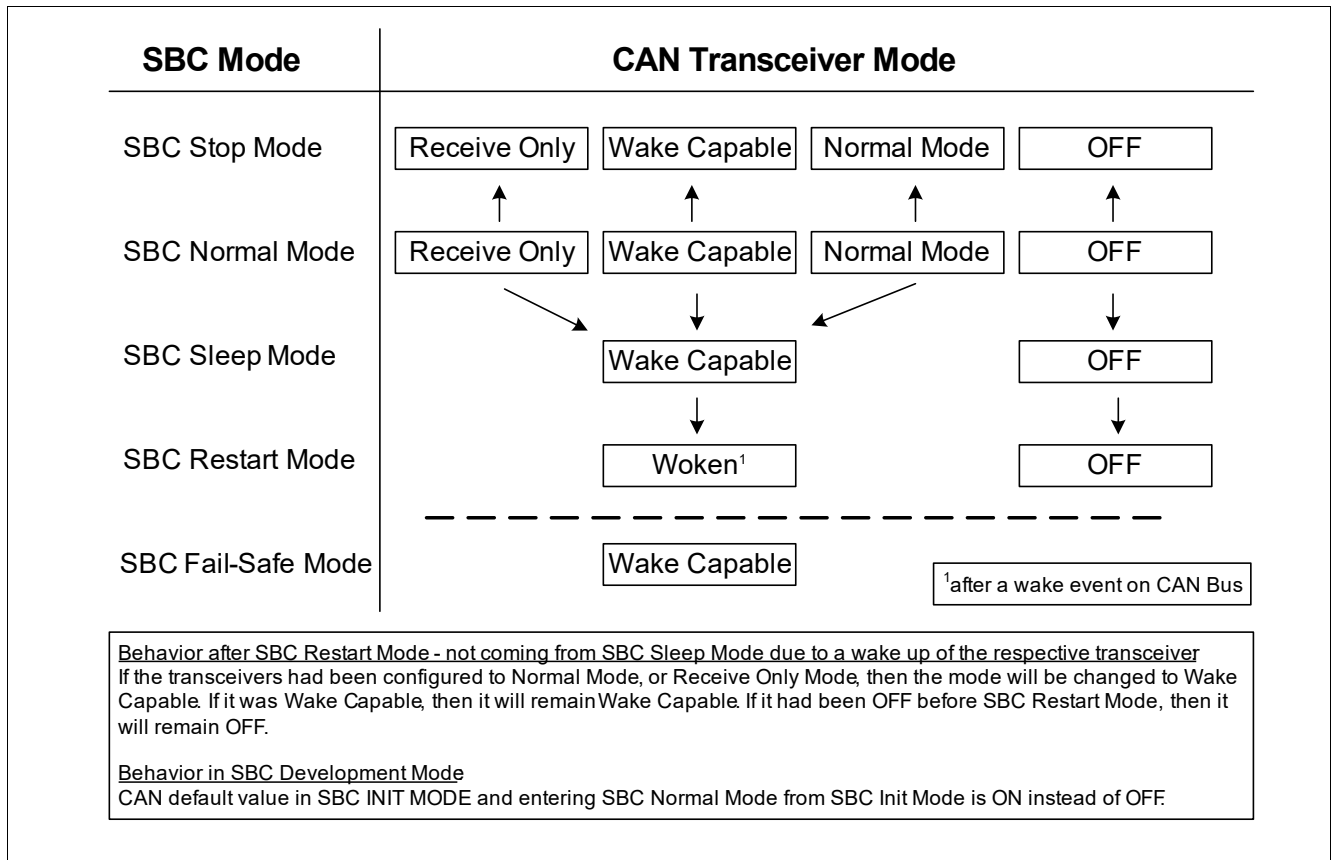 SBC Mode CAN Transceiver Mode
SBC Stop Mode Receive Only Wake Capable Normal Mode OFF
SBC Normal Mode Receive Only Wake Capable Normal Mode OFF
SBC Sleep Mode Wake Capable OFF
SBC Restart Mode Woken¹ OFF
SBC Fail-Safe Mode Wake Capable
¹after a wake event on CAN Bus
Behavior after SBC Restart Mode - not coming from SBC Sleep Mode due to a wake up of the respective transceiver
If the transceivers had been configured to Normal Mode, or Receive Only Mode, then the mode will be changed to Wake
Capable. If it was Wake Capable, then it will remain Wake Capable. If it had been OFF before SBC Restart Mode, then it
will remain OFF.
Behavior in SBC Development Mode
CAN default value in SBC INIT MODE and entering SBC Normal Mode from SBC Init Mode is ON instead of OFF.